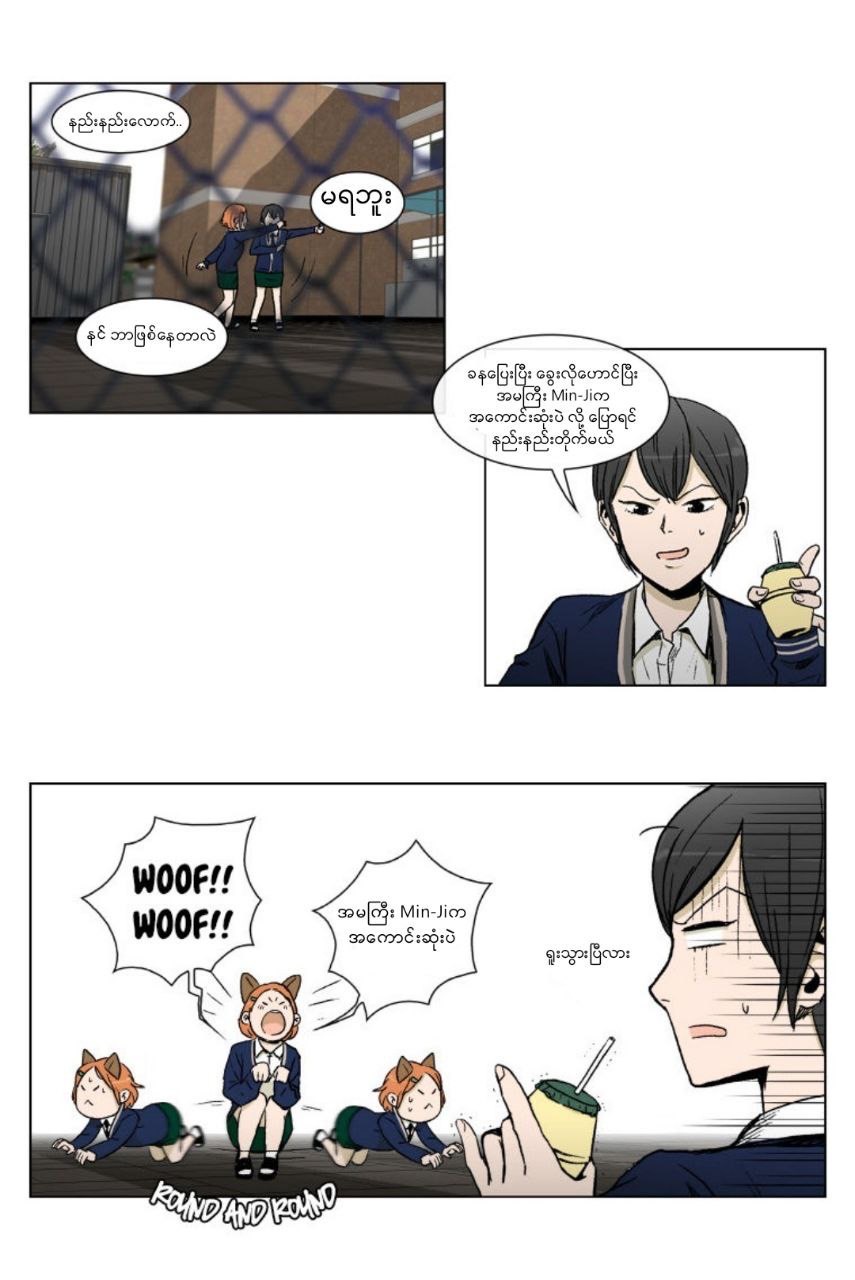 နည်းနည်းလောက်..
မရဘူး
နင် ဘာဖြစ်နေတာလဲ
ခနပြေးပြီး ခွေးလိုဟောင်ပြီး
အမကြီး Min-Jiက
အကောင်းဆုံးပဲ လို့ ပြောရင်
နည်းနည်းတိုက်မယ်
WOOF!!
WOOF!!
အမကြီး Min-Jiက
အကောင်းဆုံးပဲ
ရူးသွားပြီလား
ROUND AND ROUND